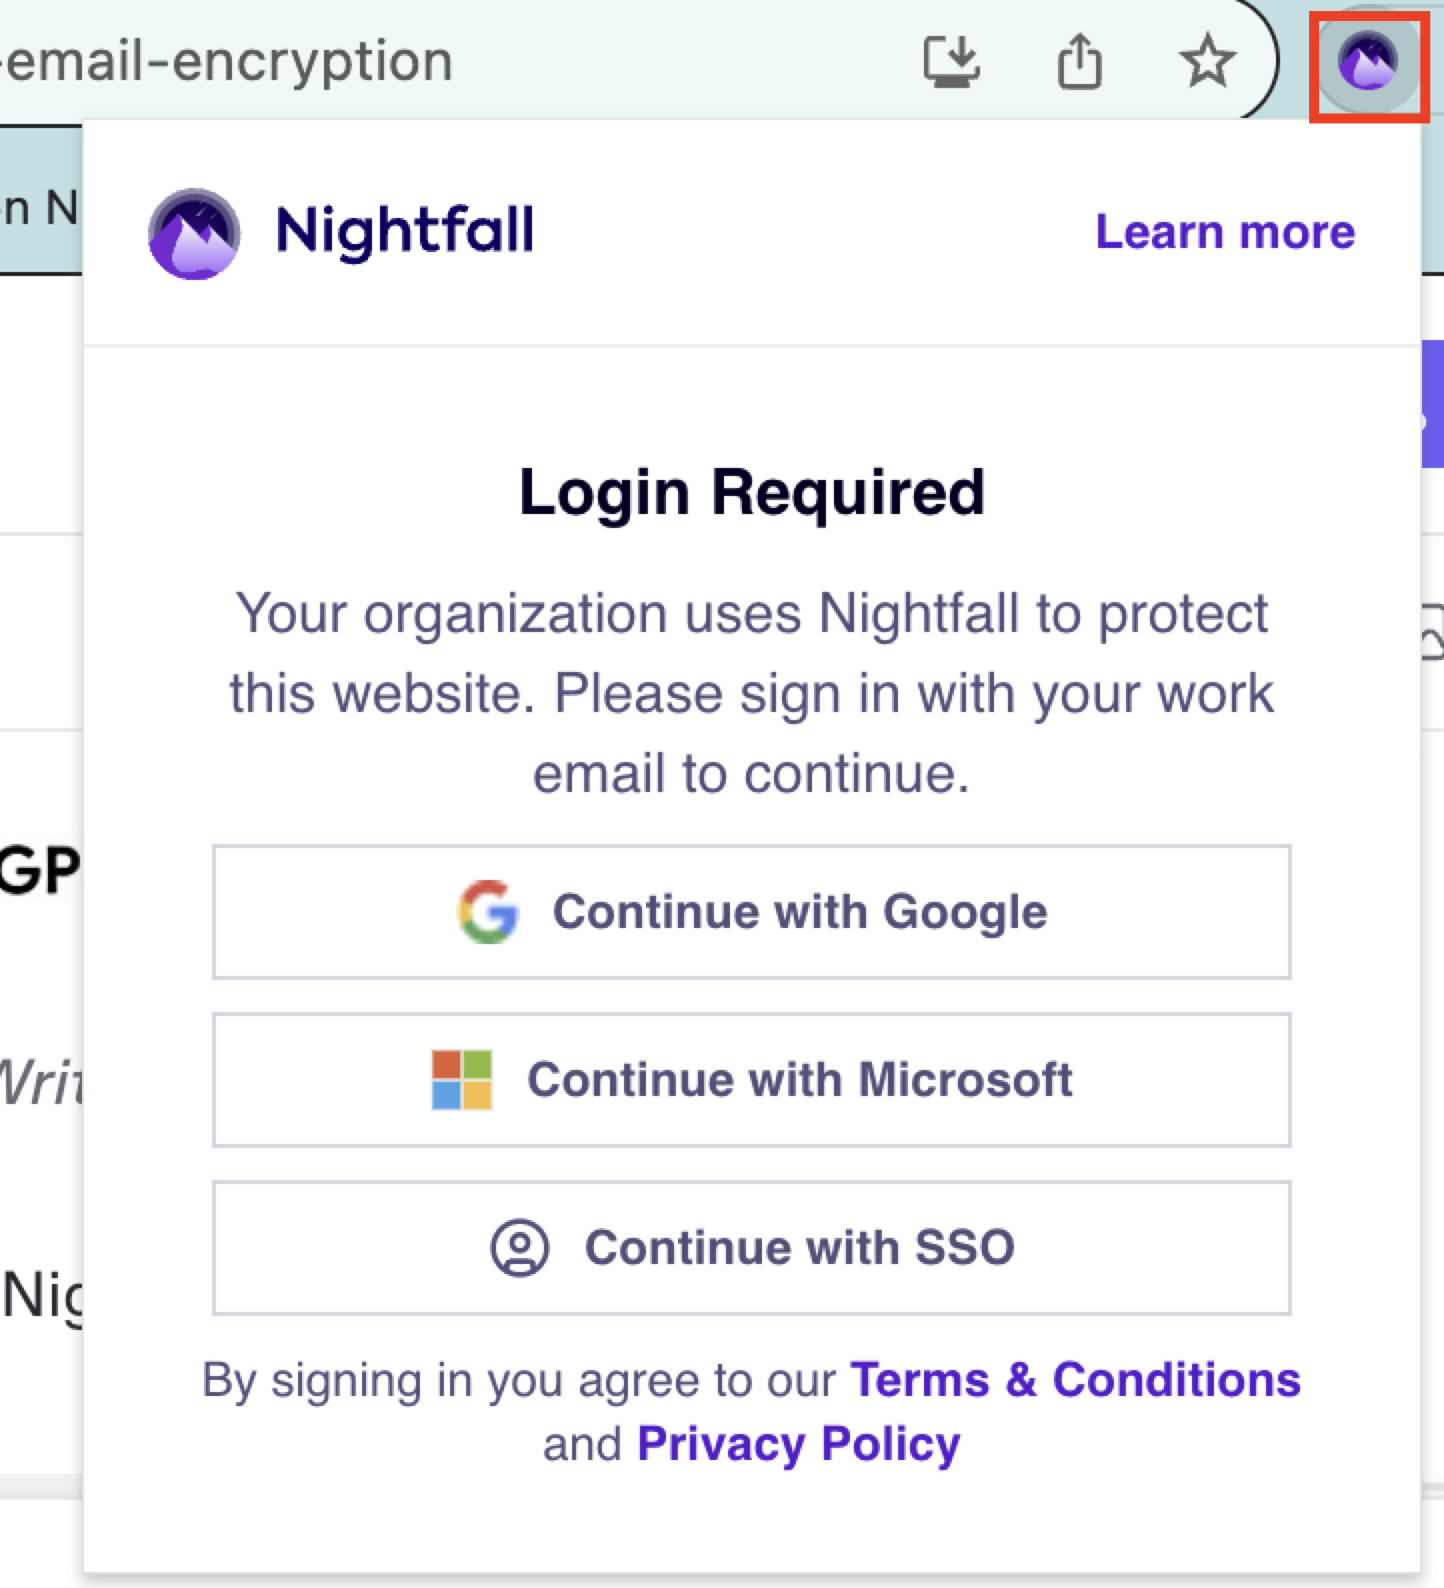 -email-encryption
n N
Nightfall
Learn more
Login Required
Your organization uses Nightfall to protect
this website. Please sign in with your work
email to continue.
GP
Continue with Google
Writ
Continue with Microsoft
Nig
Continue with SSO
By signing in you agree to our Terms & Conditions
and Privacy Policy